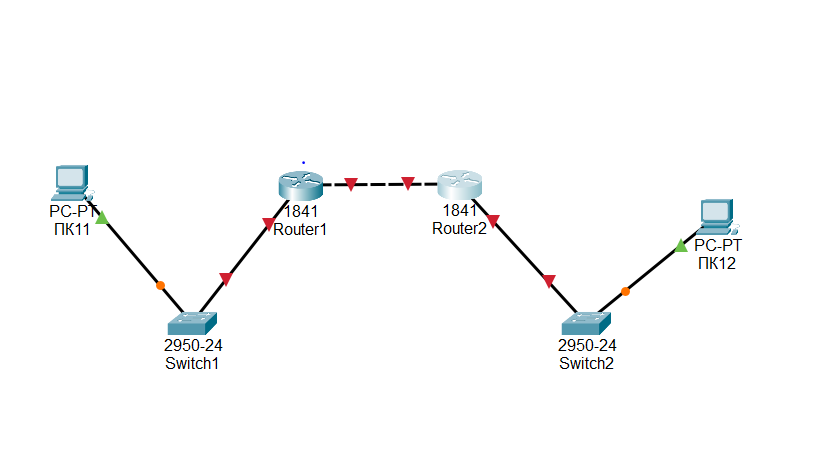 PC-PT
ПК11
1841
Router1
1841
Router2
PC-PT
ПК12
2950-24
Switch1
2950-24
Switch2